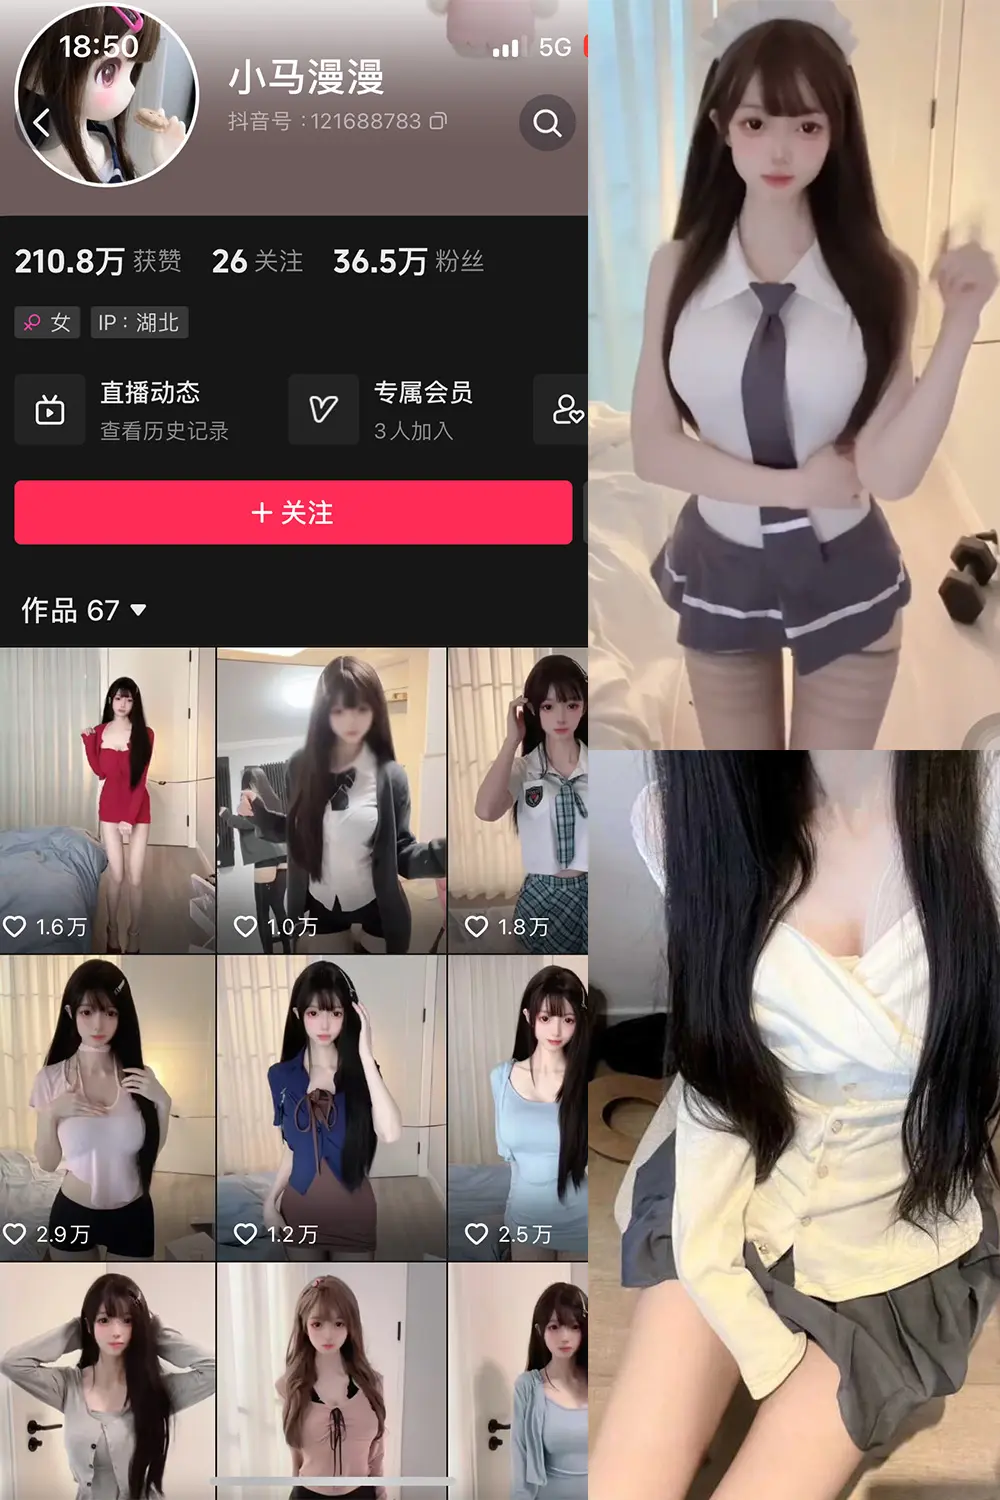 18:50
5G
小马漫漫
抖音号：121688783
210.8万 获赞 26 关注 36.5万 粉丝
女 IP：湖北
直播动态 专属会员
查看历史记录 3人加入
＋关注
作品 67
1.6万 1.0万 1.8万
2.9万 1.2万 2.5万